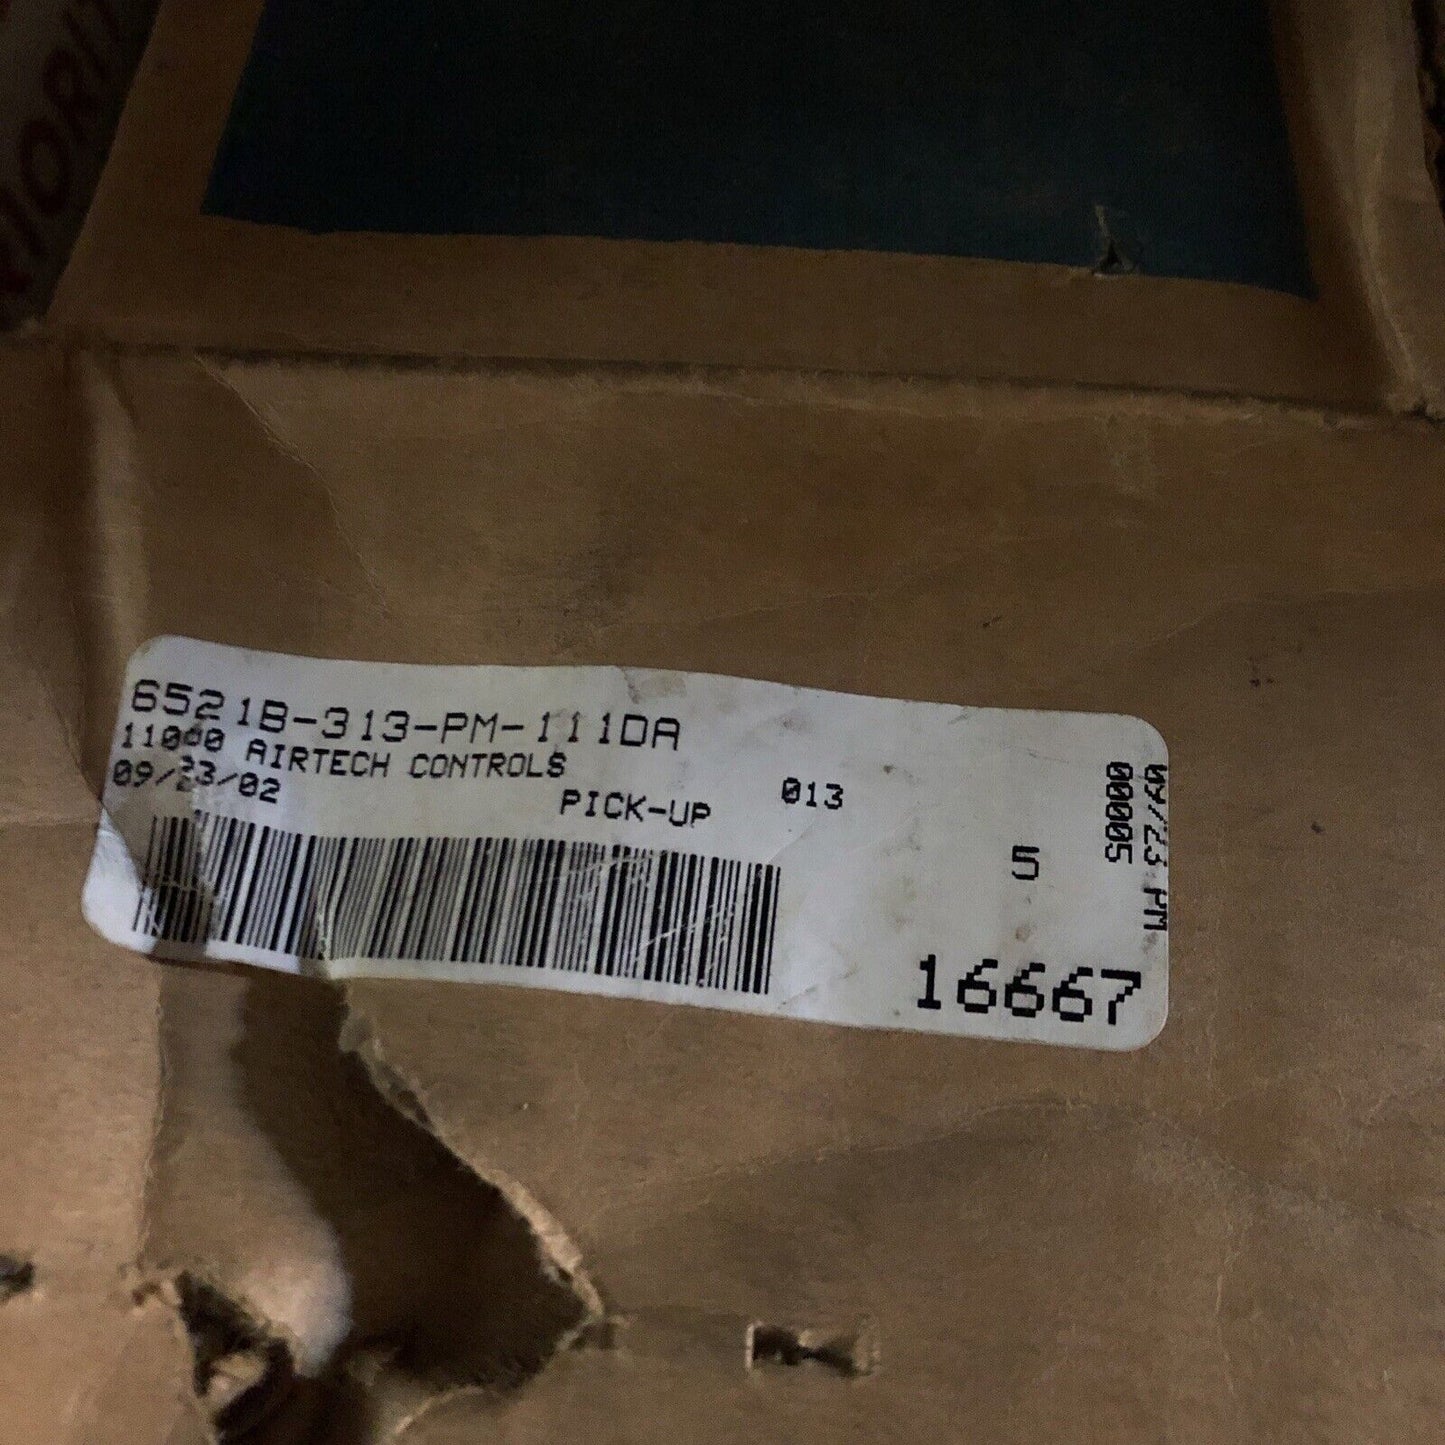 6521B-313-PM-111DA
11000 AIRTECH CONTROLS
09/23/02
PICK-UP
013
5
16667
00005
09/23 PM